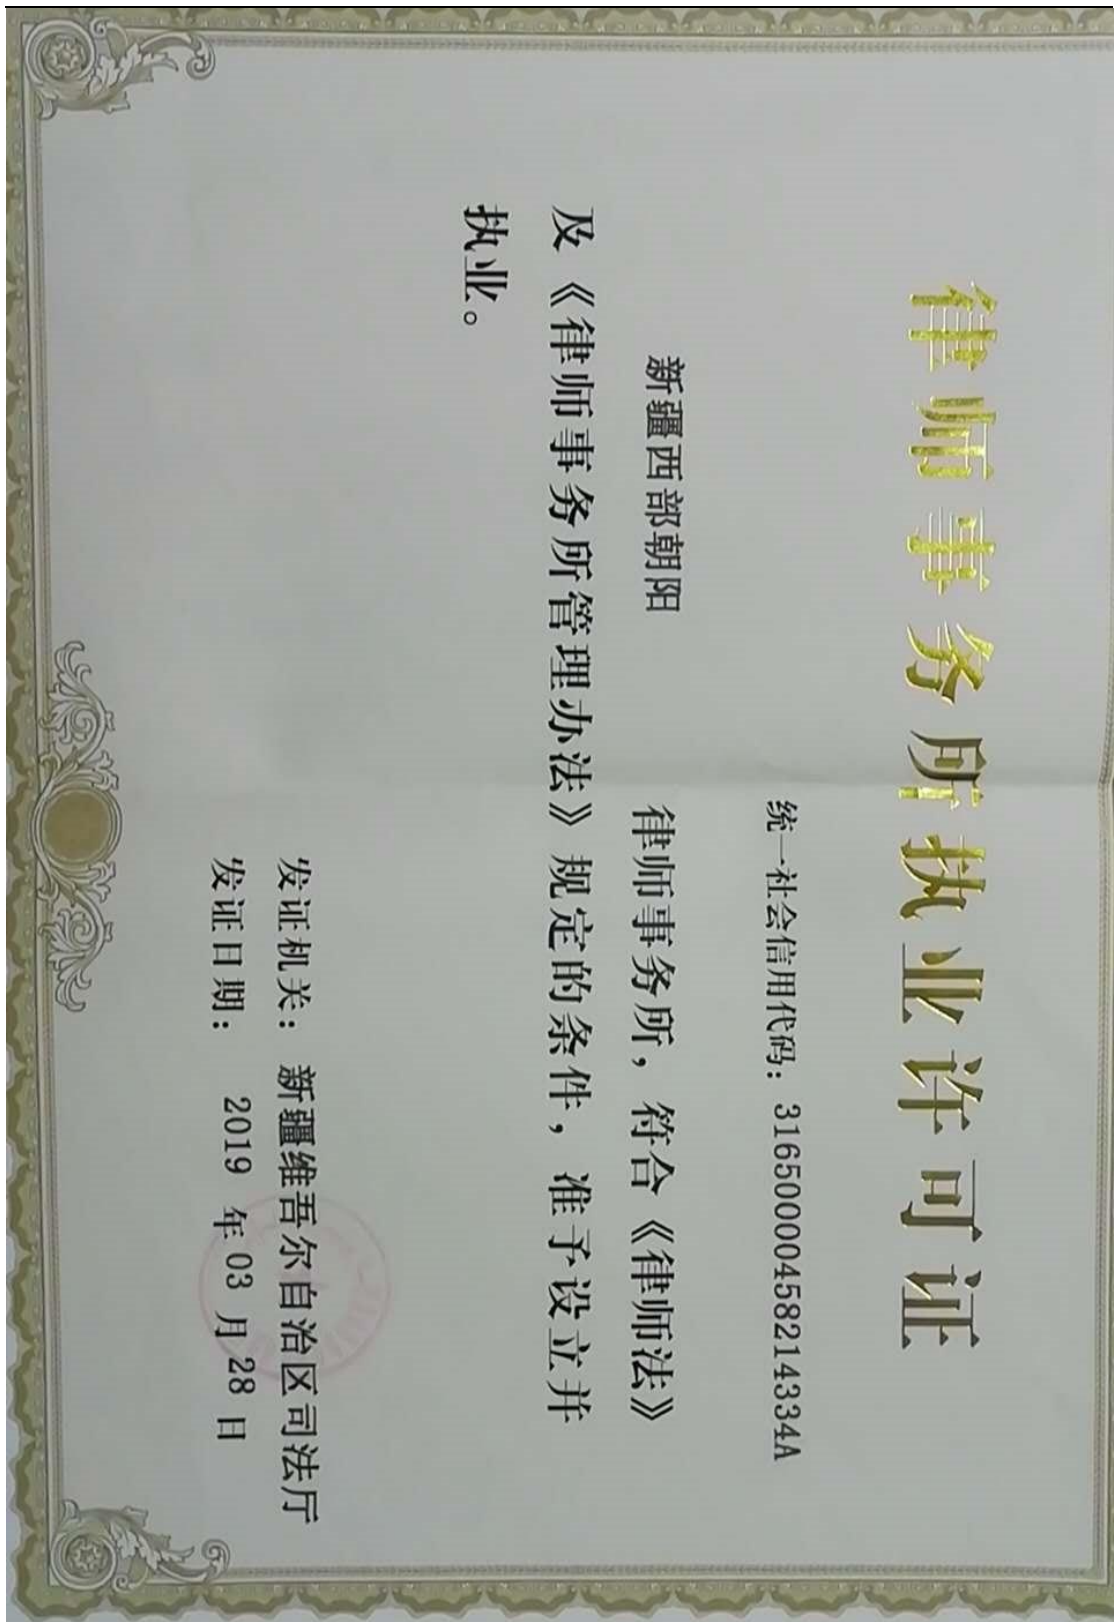 律师事务所执业许可证
统一社会信用代码：31650000458214334A
新疆西部朝阳 律师事务所，符合《律师法》
及《律师事务所管理办法》规定的条件，准予设立并
执业。
发证机关：新疆维吾尔自治区司法厅
发证日期：2019 年 03 月 28 日